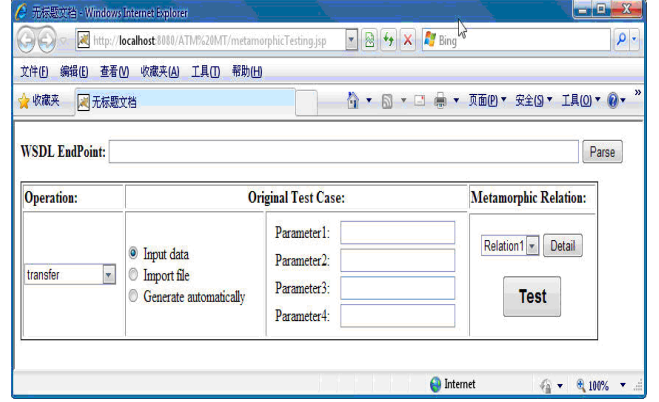 无标题文档 - Windows Internet Explorer
http://localhost:8080/ATM%20MT/metamorphicTesting.jsp
Bing
文件(F) 编辑(E) 查看(V) 收藏夹(A) 工具(T) 帮助(H)
收藏夹 无标题文档 页面(P) 安全(S) 工具(O) »
WSDL EndPoint: Parse
Operation: Original Test Case: Metamorphic Relation:
transfer
Input data
Import file
Generate automatically
Parameter1:
Parameter2:
Parameter3:
Parameter4:
Relation1 Detail
Test
Internet 100%